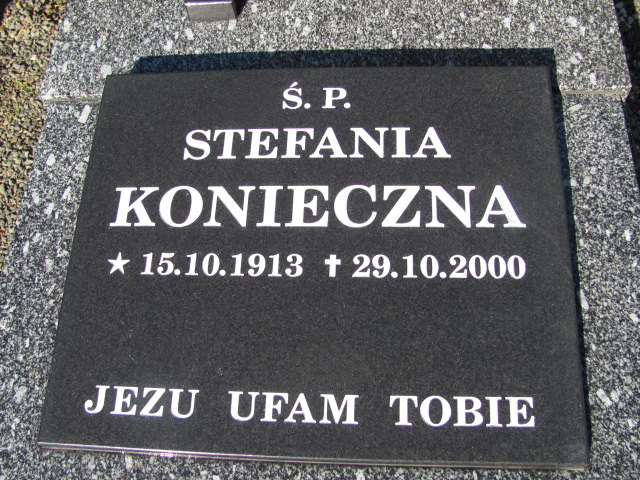 Ś. P.
STEFANIA
KONIECZNA
★ 15.10.1913 ✝ 29.10.2000
JEZU UFAM TOBIE